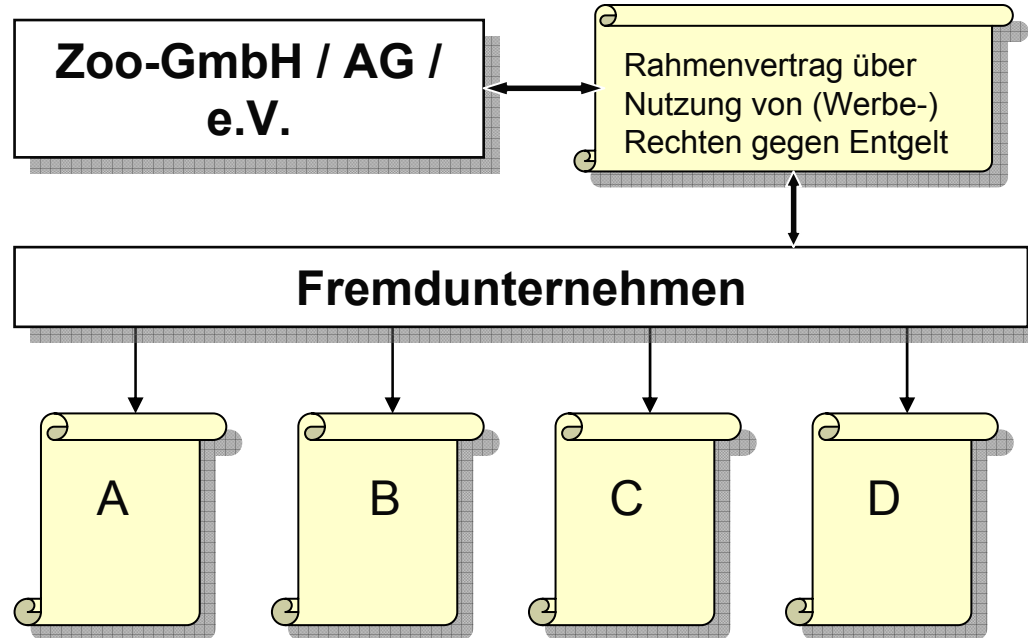 Zoo-GmbH / AG /
e.V.
Rahmenvertrag über
Nutzung von (Werbe-)
Rechten gegen Entgelt
Fremdunternehmen
A
B
C
D